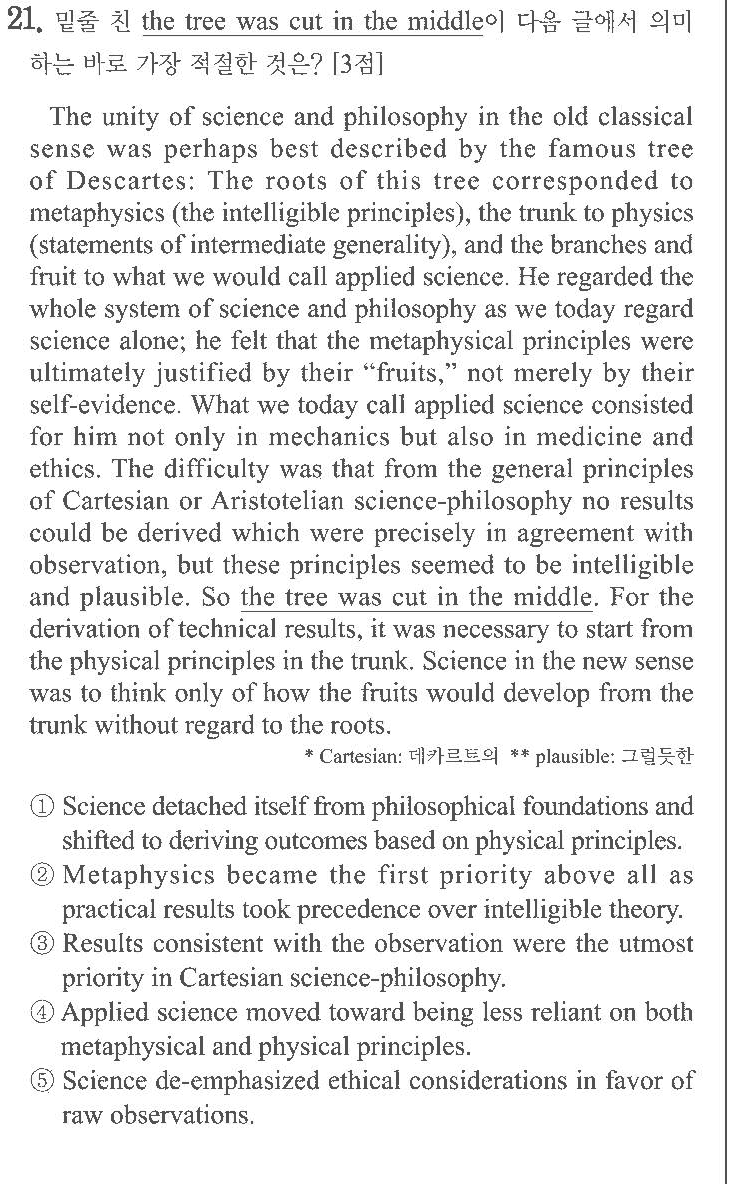 21. 밑줄 친 the tree was cut in the middle이 다음 글에서 의미
하는 바로 가장 적절한 것은? [3점]
The unity of science and philosophy in the old classical
sense was perhaps best described by the famous tree
of Descartes: The roots of this tree corresponded to
metaphysics (the intelligible principles), the trunk to physics
(statements of intermediate generality), and the branches and
fruit to what we would call applied science. He regarded the
whole system of science and philosophy as we today regard
science alone; he felt that the metaphysical principles were
ultimately justified by their “fruits,” not merely by their
self-evidence. What we today call applied science consisted
for him not only in mechanics but also in medicine and
ethics. The difficulty was that from the general principles
of Cartesian or Aristotelian science-philosophy no results
could be derived which were precisely in agreement with
observation, but these principles seemed to be intelligible
and plausible. So the tree was cut in the middle. For the
derivation of technical results, it was necessary to start from
the physical principles in the trunk. Science in the new sense
was to think only of how the fruits would develop from the
trunk without regard to the roots.
* Cartesian: 데카르트의 ** plausible: 그럴듯한
① Science detached itself from philosophical foundations and
shifted to deriving outcomes based on physical principles.
② Metaphysics became the first priority above all as
practical results took precedence over intelligible theory.
③ Results consistent with the observation were the utmost
priority in Cartesian science-philosophy.
④ Applied science moved toward being less reliant on both
metaphysical and physical principles.
⑤ Science de-emphasized ethical considerations in favor of
raw observations.